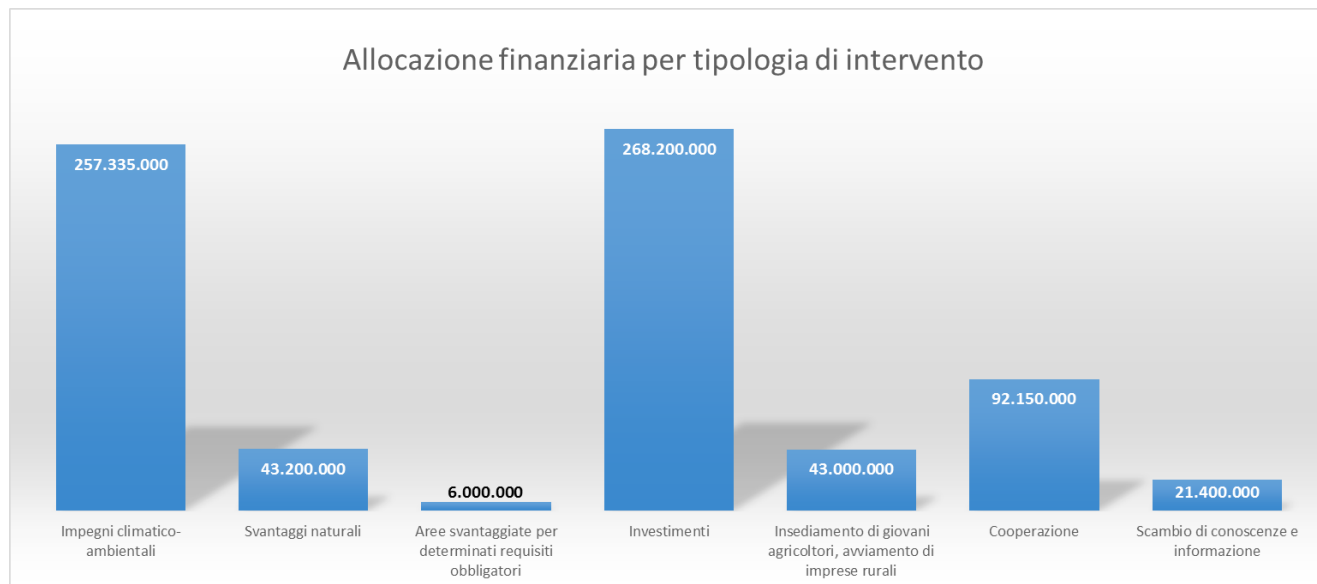 Allocazione finanziaria per tipologia di intervento
257.335.000
43.200.000
6.000.000
268.200.000
43.000.000
92.150.000
21.400.000
Impegni climatico-
ambientali
Svantaggi naturali
Aree svantaggiate per
determinati requisiti
obbligatori
Investimenti
Insediamento di giovani
agricoltori, avviamento di
imprese rurali
Cooperazione
Scambio di conoscenze e
informazione